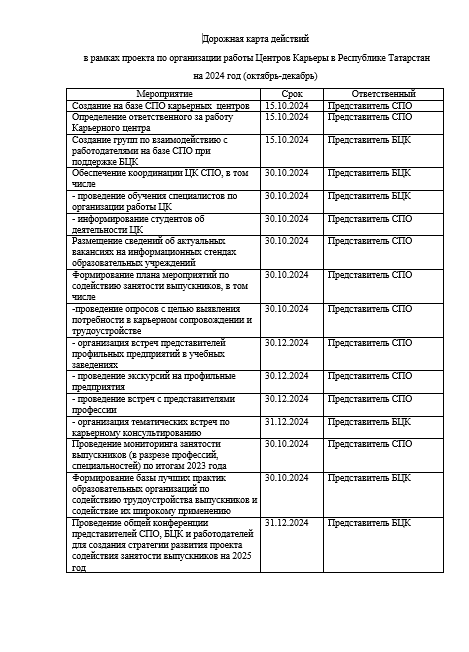 Дорожная карта действий
в рамках проекта по организации работы Центров Карьеры в Республике Татарстан
на 2024 год (октябрь-декабрь)
Мероприятие Срок Ответственный
Создание на базе СПО карьерных центров 15.10.2024 Представитель СПО
Определение ответственного за работу 15.10.2024 Представитель СПО
Карьерного центра
Создание групп по взаимодействию с 15.10.2024 Представитель БЦК
работодателями на базе СПО при
поддержке БЦК
Обеспечение координации ЦК СПО, в том 30.10.2024 Представитель БЦК
числе
- проведение обучения специалистов по 30.10.2024 Представитель БЦК
организации работы ЦК
- информирование студентов об 30.10.2024 Представитель СПО
деятельности ЦК
Размещение сведений об актуальных 30.10.2024 Представитель СПО
вакансиях на информационных стендах
образовательных учреждений
Формирование плана мероприятий по 30.10.2024 Представитель СПО
содействию занятости выпускников, в том
числе
-проведение опросов с целью выявления 30.10.2024 Представитель СПО
потребности в карьерном сопровождении и
трудоустройстве
- организация встреч представителей 30.12.2024 Представитель СПО
профильных предприятий в учебных
заведениях
- проведение экскурсий на профильные 30.12.2024 Представитель СПО
предприятия
- проведение встреч с представителями 30.12.2024 Представитель СПО
профессии
- организация тематических встреч по 31.12.2024 Представитель БЦК
карьерному консультированию
Проведение мониторинга занятости 30.10.2024 Представитель СПО
выпускников (в разрезе профессий,
специальностей) по итогам 2023 года
Формирование базы лучших практик 30.10.2024 Представитель БЦК
образовательных организаций по
содействию трудоустройства выпускников и
содействие их широкому применению
Проведение общей конференции 31.12.2024 Представитель БЦК
представителей СПО, БЦК и работодателей
для создания стратегии развития проекта
содействия занятости выпускников на 2025
год